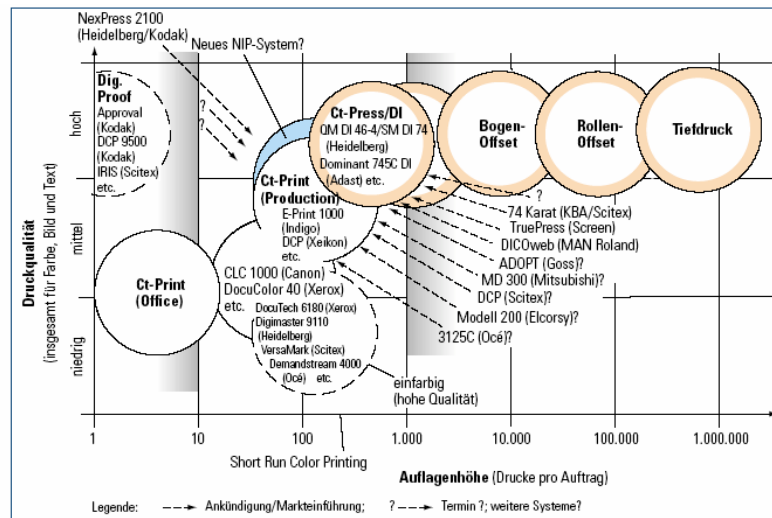 NexPress 2100
(Heidelberg/Kodak)
Neues NIP-System?
Dig.
Proof
Approval
(Kodak)
DCP 9500
(Kodak)
IRIS (Scitex)
etc.
?
?
Ct-Press/DI
QM DI 46-4/SM DI 74
(Heidelberg)
Dominant 745C DI
(Adast) etc.
Bogen-
Offset
Rollen-
Offset
Tiefdruck
Ct-Print
(Production)
E-Print 1000
(Indigo)
DCP (Xeikon)
etc.
?
74 Karat (KBA/Scitex)
TruePress (Screen)
DICOweb (MAN Roland)
ADOPT (Goss)?
MD 300 (Mitsubishi)?
DCP (Scitex)?
Modell 200 (Elcorsy)?
3125C (Océ)?
Ct-Print
(Office)
CLC 1000 (Canon)
DocuColor 40 (Xerox)
etc.
DocuTech 6180 (Xerox)
Digimaster 9110
(Heidelberg)
VersaMark (Scitex)
Demandstream 4000
(Océ) etc.
einfarbig
(hohe Qualität)
Druckqualität
(insgesamt für Farbe, Bild und Text)
hoch
mittel
niedrig
1
10
100
1.000
10.000
100.000
1.000.000
Short Run Color Printing
Auflagenhöhe (Drucke pro Auftrag)
Legende: Ankündigung/Markteinführung; ? Termin ?; weitere Systeme?